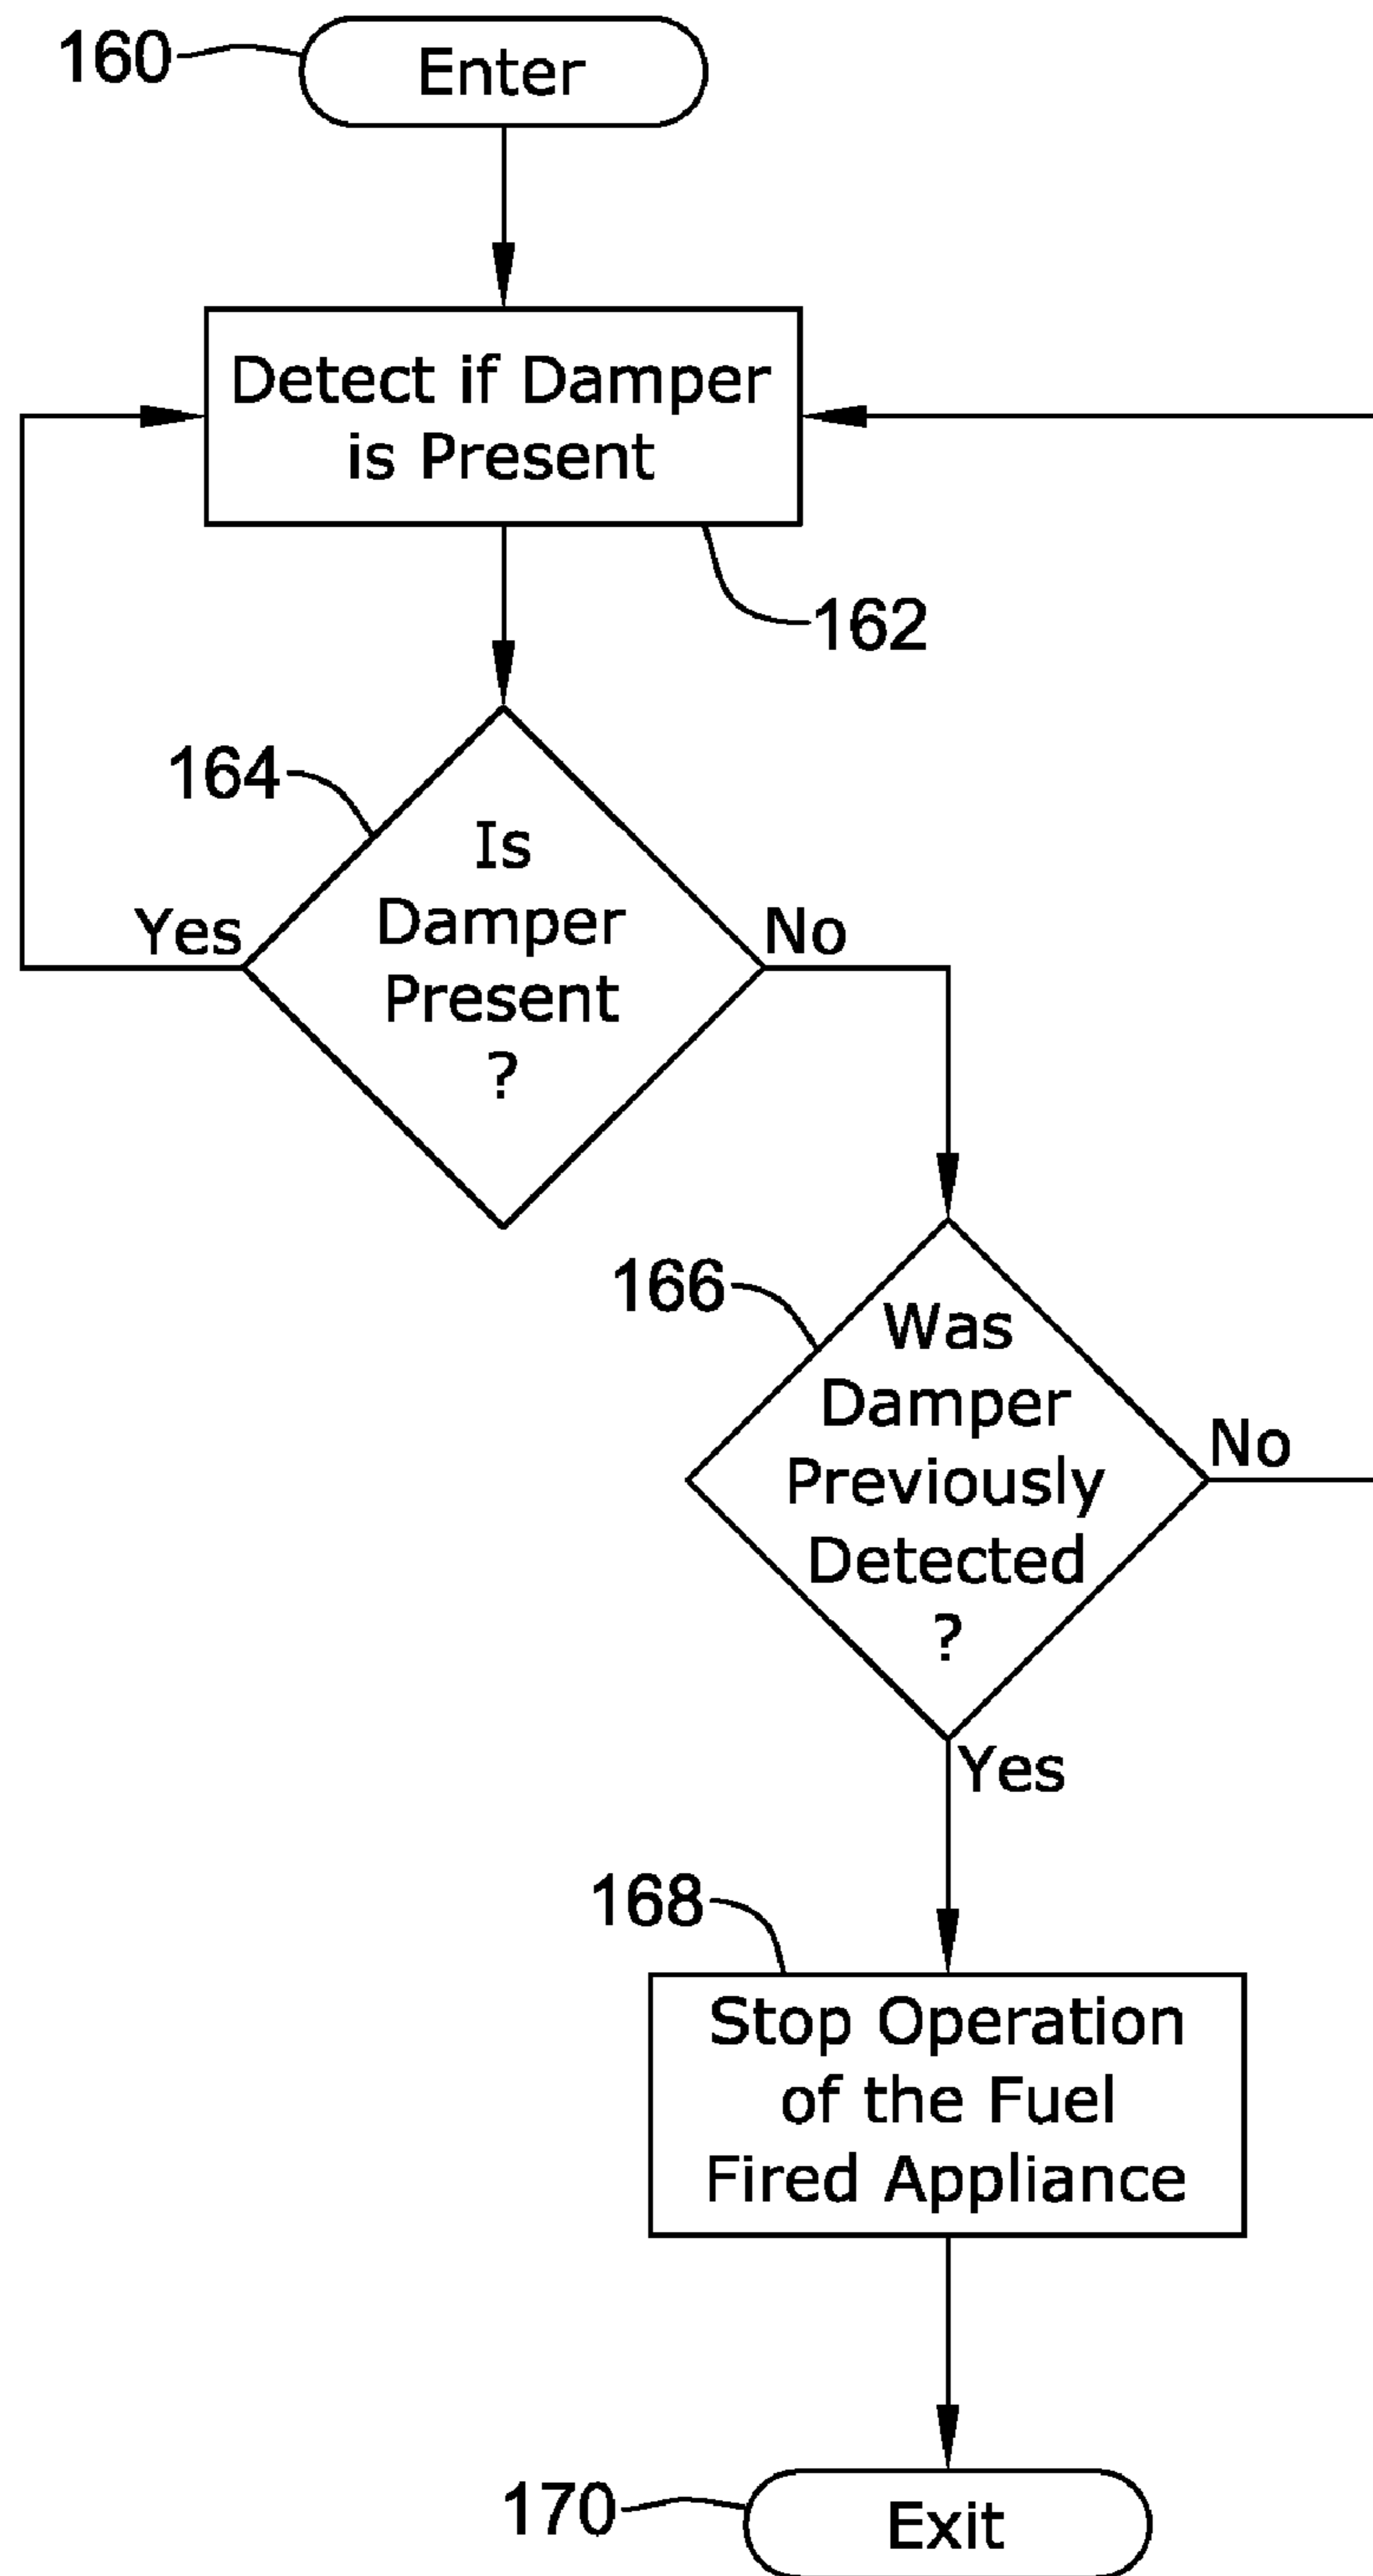 160
Enter
Detect if Damper
is Present
162
164
Is
Damper
Present
?
Yes
No
166
Was
Damper
Previously
Detected
?
No
Yes
168
Stop Operation
of the Fuel
Fired Appliance
170
Exit